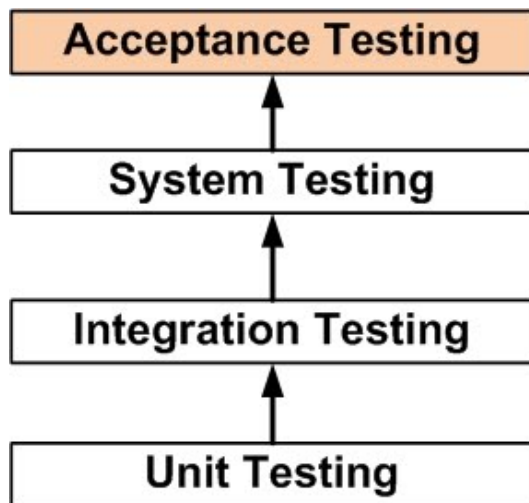 Acceptance Testing
System Testing
Integration Testing
Unit Testing